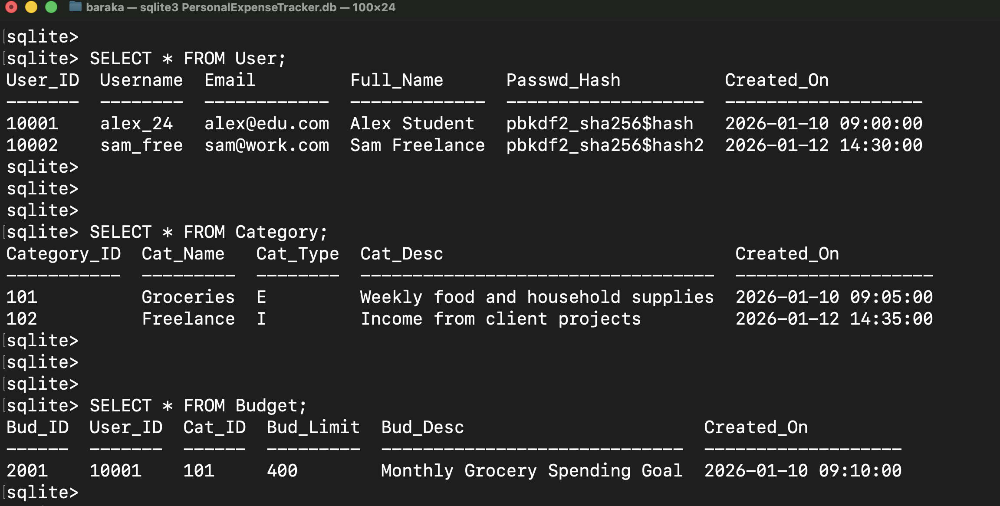 baraka — sqlite3 PersonalExpenseTracker.db — 100×24
[sqlite>
[sqlite> SELECT * FROM User;
User_ID  Username  Email         Full_Name      Passwd_Hash          Created_On
-------  --------  ------------  -------------  -------------------  -------------------
10001    alex_24   alex@edu.com  Alex Student   pbkdf2_sha256$hash   2026-01-10 09:00:00
10002    sam_free  sam@work.com  Sam Freelance  pbkdf2_sha256$hash2  2026-01-12 14:30:00
sqlite>
sqlite>
sqlite>
[sqlite> SELECT * FROM Category;
Category_ID  Cat_Name   Cat_Type  Cat_Desc                            Created_On
-----------  ---------  --------  ----------------------------------  -------------------
101          Groceries  E         Weekly food and household supplies  2026-01-10 09:05:00
102          Freelance  I         Income from client projects         2026-01-12 14:35:00
[sqlite>
[sqlite>
[sqlite>
[sqlite> SELECT * FROM Budget;
Bud_ID  User_ID  Cat_ID  Bud_Limit  Bud_Desc                       Created_On
------  -------  ------  ---------  -----------------------------  -------------------
2001    10001    101     400        Monthly Grocery Spending Goal  2026-01-10 09:10:00
[sqlite>